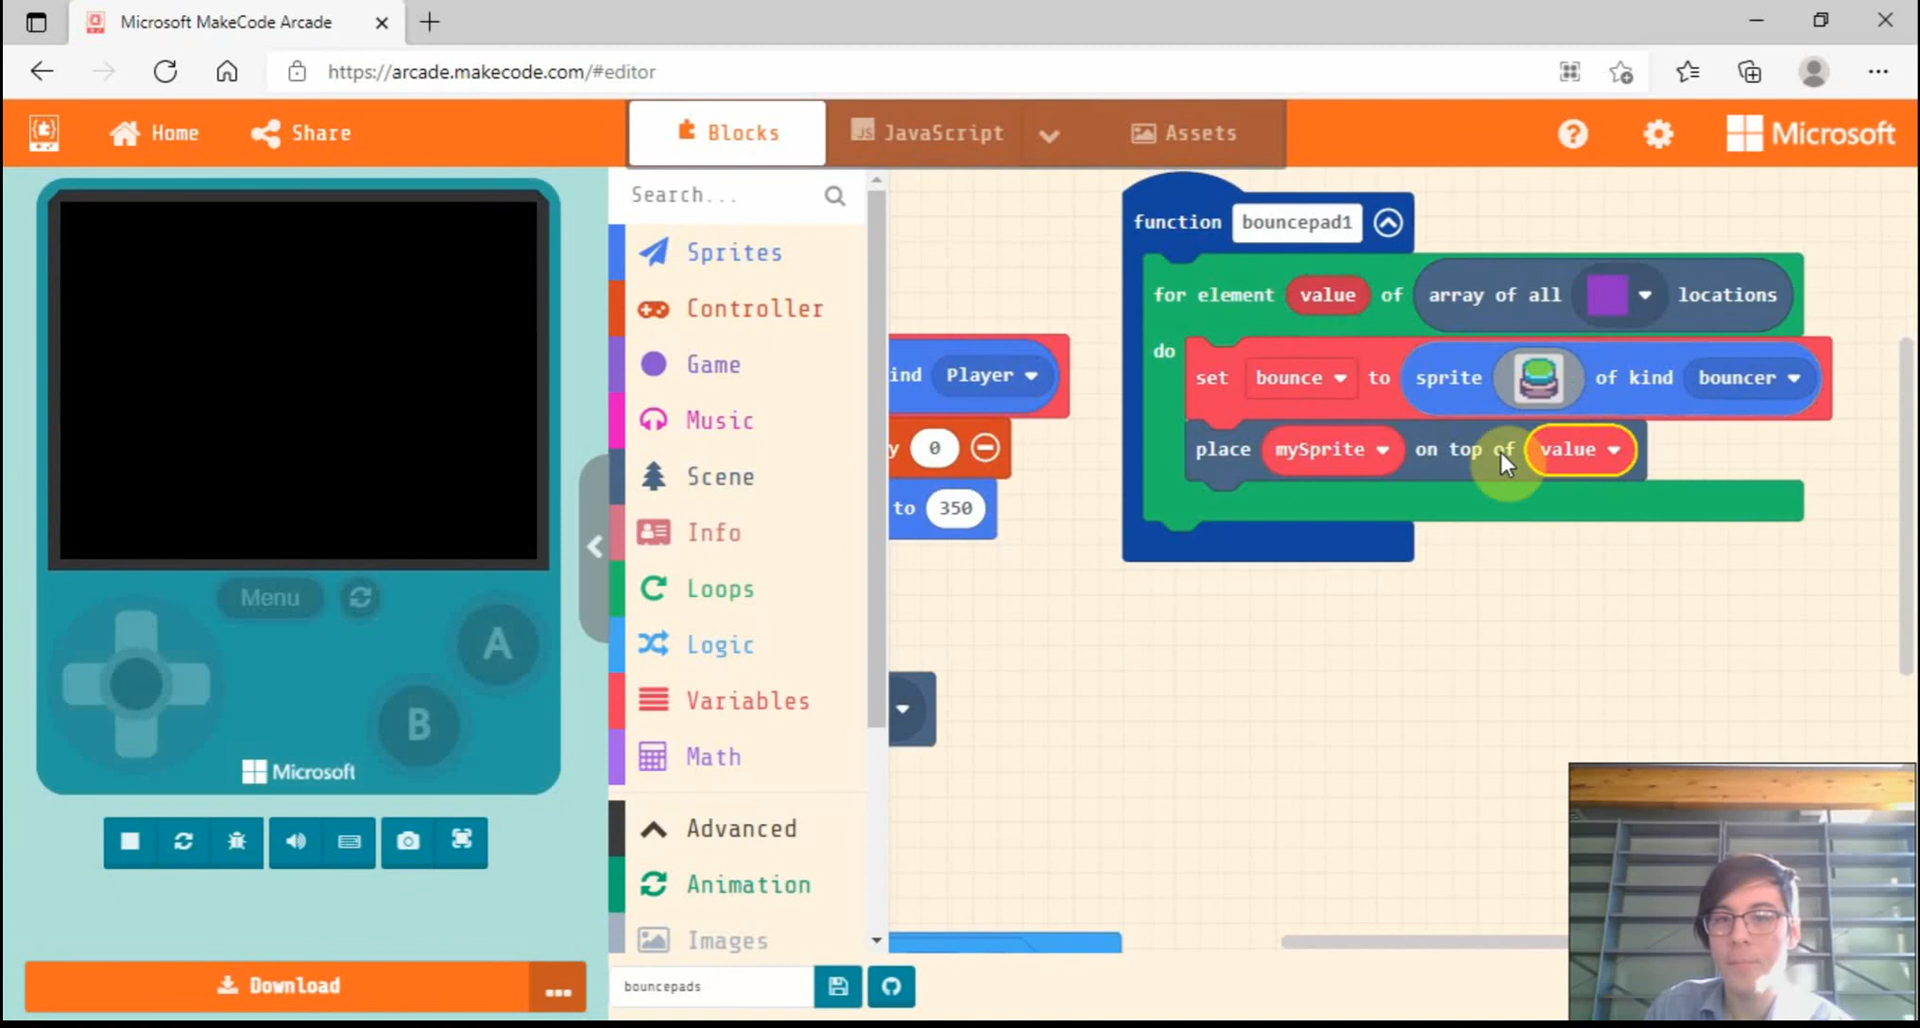 Microsoft MakeCode Arcade
https://arcade.makecode.com/#editor
Home
Share
Blocks
JS JavaScript
Assets
Microsoft
Search...
Sprites
Controller
Game
Music
Scene
Info
Loops
Logic
Variables
Math
Advanced
Animation
Images
ind Player
y 0
to 350
function bouncepad1
for element value of array of all locations
do
set bounce to sprite of kind bouncer
place mySprite on top of value
Menu
A
B
Microsoft
Download
...
bouncepads